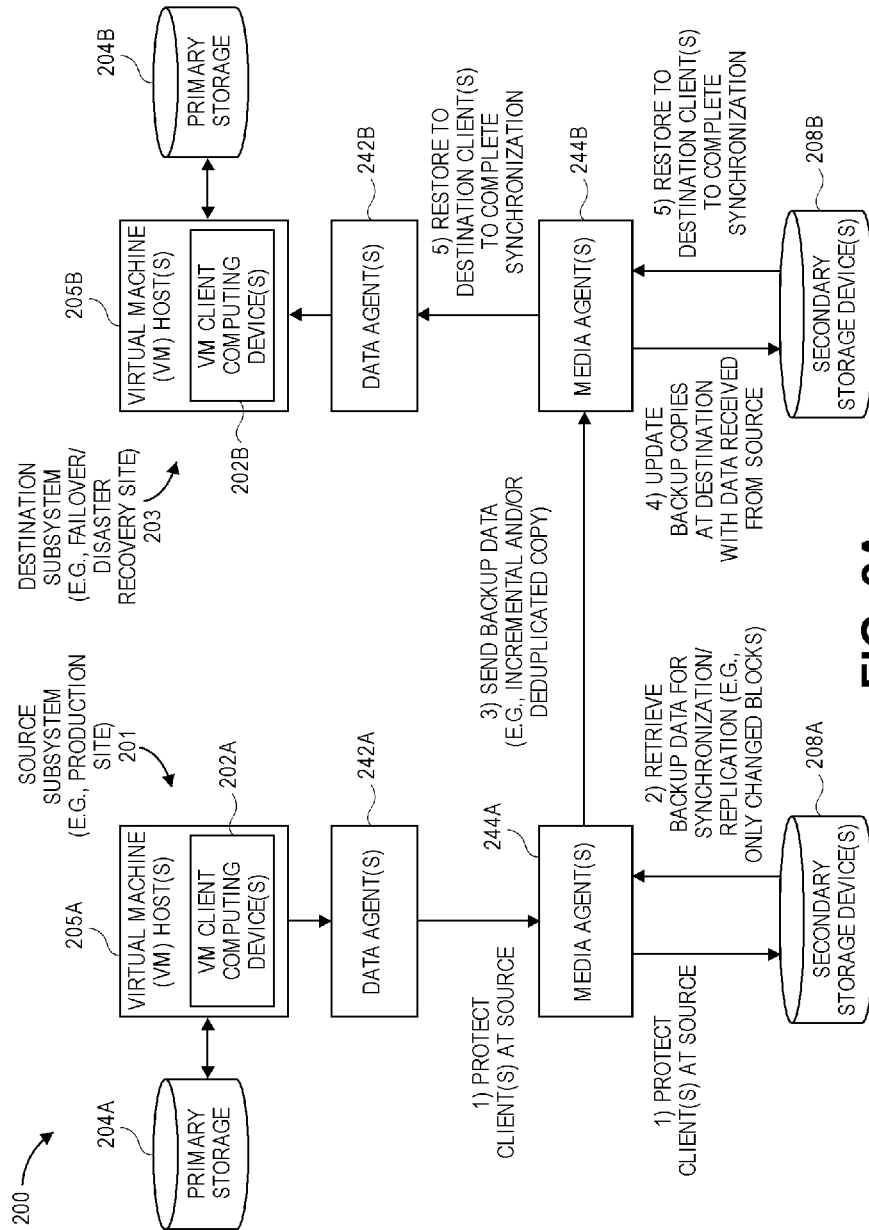 200
SOURCE
SUBSYSTEM
(E.G., PRODUCTION
SITE)
201
DESTINATION
SUBSYSTEM
(E.G., FAILOVER/
DISASTER
RECOVERY SITE)
203
204A
PRIMARY
STORAGE
205A
VIRTUAL MACHINE
(VM) HOST(S)
VM CLIENT
COMPUTING
DEVICE(S)
202A
205B
VIRTUAL MACHINE
(VM) HOST(S)
VM CLIENT
COMPUTING
DEVICE(S)
202B
204B
PRIMARY
STORAGE
242A
DATA AGENT(S)
242B
DATA AGENT(S)
1) PROTECT
CLIENT(S) AT SOURCE
5) RESTORE TO
DESTINATION CLIENT(S)
TO COMPLETE
SYNCHRONIZATION
244A
MEDIA AGENT(S)
3) SEND BACKUP DATA
(E.G., INCREMENTAL AND/OR
DEDUPLICATED COPY)
244B
MEDIA AGENT(S)
1) PROTECT
CLIENT(S) AT SOURCE
2) RETRIEVE
BACKUP DATA FOR
SYNCHRONIZATION/
REPLICATION (E.G.,
ONLY CHANGED BLOCKS)
4) UPDATE
BACKUP COPIES
AT DESTINATION
WITH DATA RECEIVED
FROM SOURCE
5) RESTORE TO
DESTINATION CLIENT(S)
TO COMPLETE
SYNCHRONIZATION
208A
SECONDARY
STORAGE DEVICE(S)
208B
SECONDARY
STORAGE DEVICE(S)